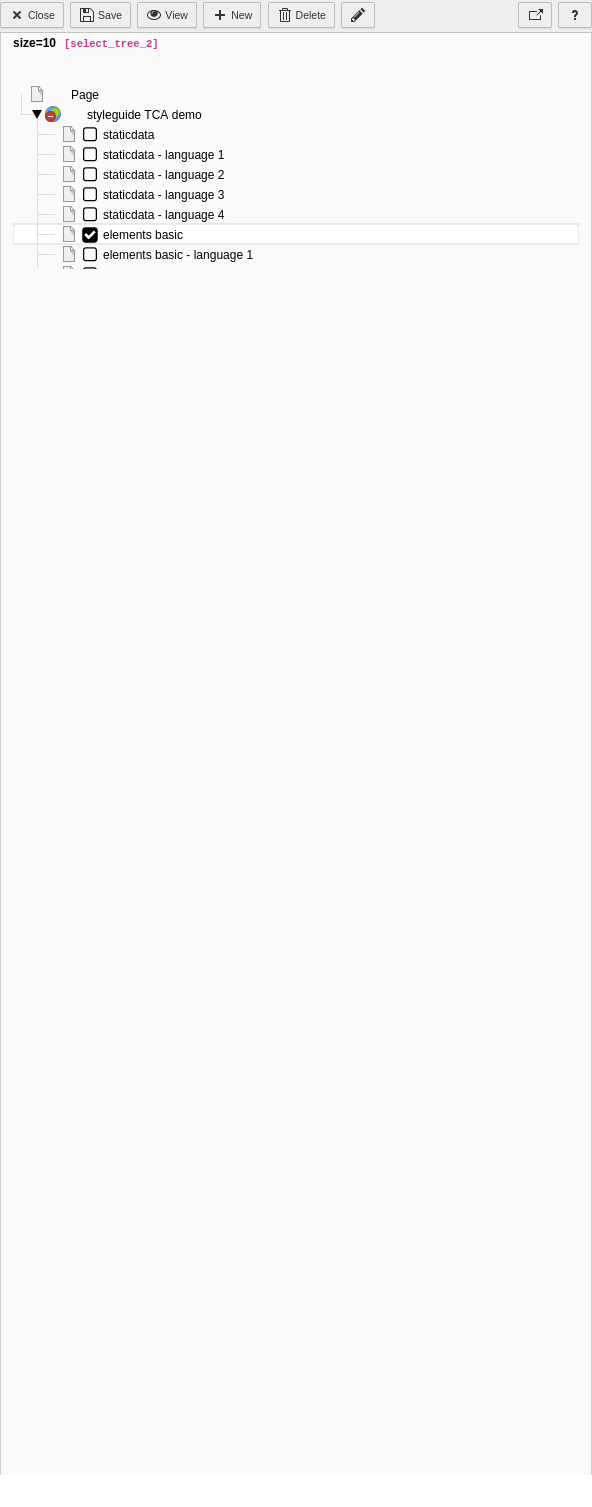 Close Save View New Delete ?
size=10 [select_tree_2]
Page
styleguide TCA demo
staticdata
staticdata - language 1
staticdata - language 2
staticdata - language 3
staticdata - language 4
elements basic
elements basic - language 1